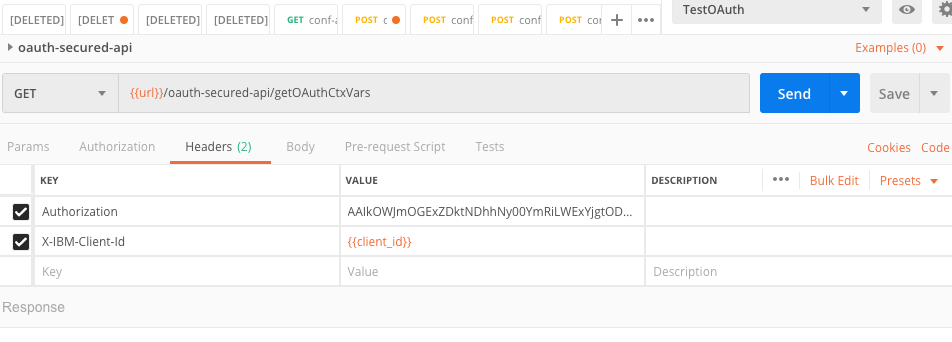 TestOAuth
[DELETED] [DELET [DELETED] [DELETED] GET conf-a POST c POST conf POST conf POST con + •••
oauth-secured-api Examples (0)
GET {{url}}/oauth-secured-api/getOAuthCtxVars Send Save
Params Authorization Headers (2) Body Pre-request Script Tests Cookies Code
KEY VALUE DESCRIPTION ••• Bulk Edit Presets
Authorization AAIkOWJmOGExZDktNDhhNy00YmRiLWExYjgtOD...
X-IBM-Client-Id {{client_id}}
Key Value Description
Response